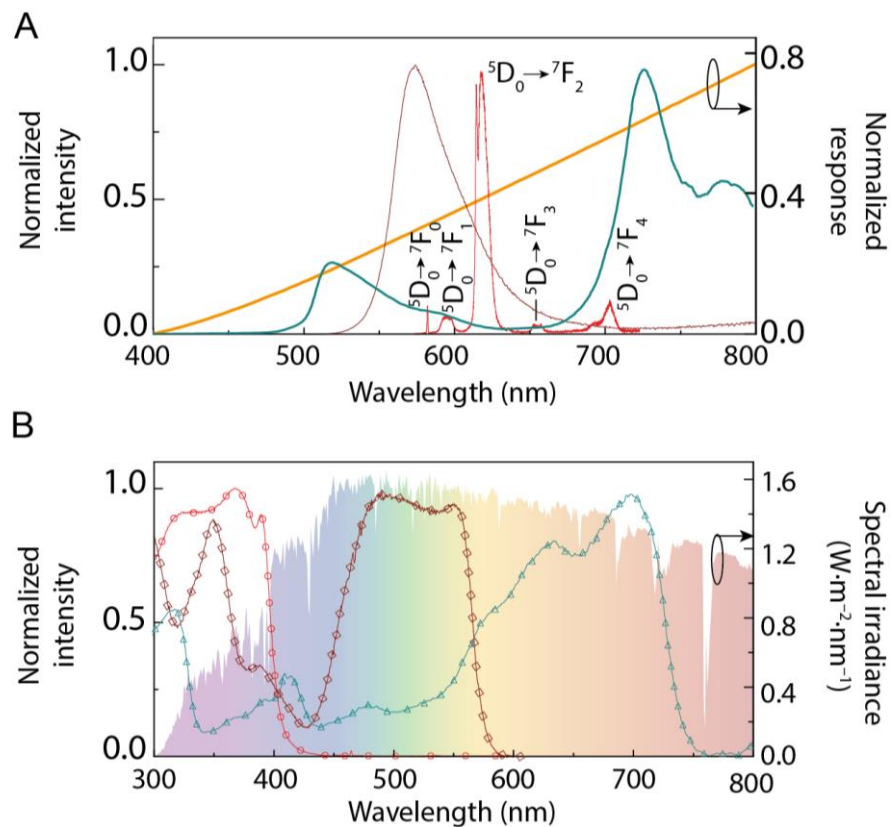 A
Normalized
intensity
1.0
0.5
0.0
0.8
0.4
0.0
Normalized
response
⁵D₀→⁷F₀
⁵D₀→⁷F₁
⁵D₀→⁷F₂
⁵D₀→⁷F₃
⁵D₀→⁷F₄
400 500 600 700 800
Wavelength (nm)
B
Normalized
intensity
1.0
0.5
0.0
1.6
1.2
0.8
0.4
0.0
Spectral irradiance
(W·m⁻²·nm⁻¹)
300 400 500 600 700 800
Wavelength (nm)